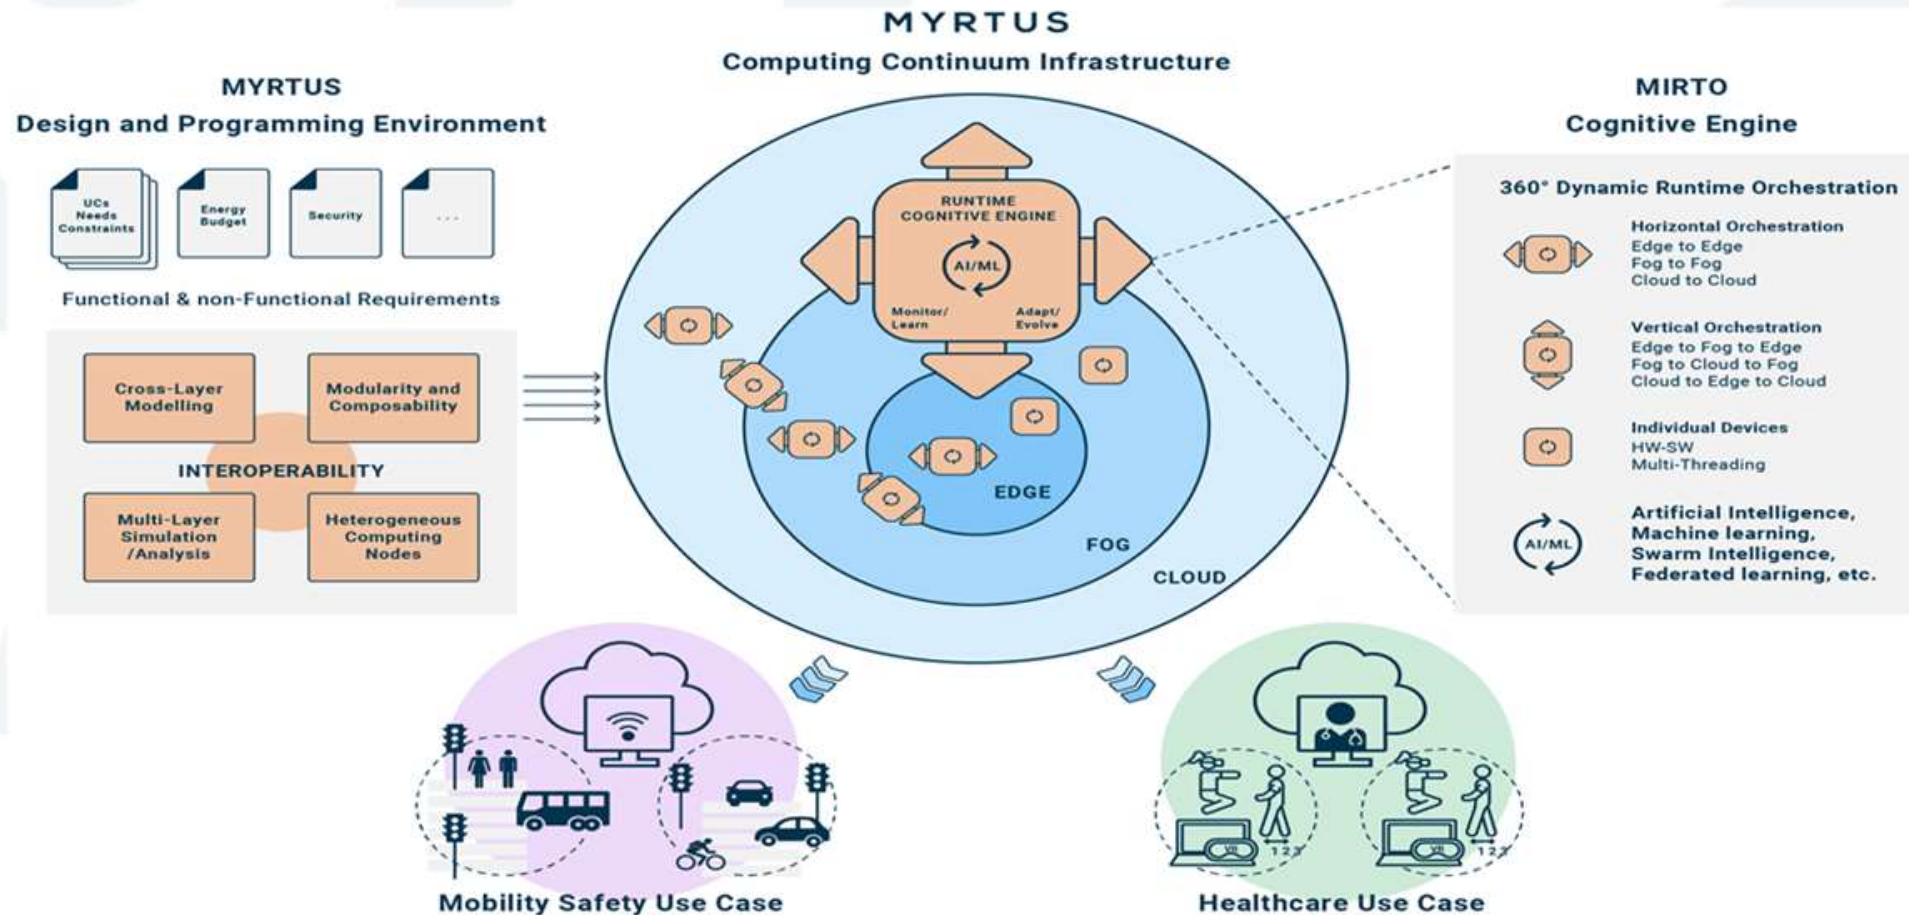 MYRTUS
Computing Continuum Infrastructure
MYRTUS
Design and Programming Environment
UCs
Needs
Constraints
Energy
Budget
Security
...
Functional & non-Functional Requirements
Cross-Layer
Modelling
Modularity and
Composability
INTEROPERABILITY
Multi-Layer
Simulation
/Analysis
Heterogeneous
Computing
Nodes
RUNTIME
COGNITIVE ENGINE
AI/ML
Monitor/
Learn
Adapt/
Evolve
EDGE
FOG
CLOUD
MIRTO
Cognitive Engine
360° Dynamic Runtime Orchestration
Horizontal Orchestration
Edge to Edge
Fog to Fog
Cloud to Cloud
Vertical Orchestration
Edge to Fog to Edge
Fog to Cloud to Fog
Cloud to Edge to Cloud
Individual Devices
HW-SW
Multi-Threading
AI/ML
Artificial Intelligence,
Machine learning,
Swarm Intelligence,
Federated learning, etc.
Mobility Safety Use Case
VR
123
VR
123
Healthcare Use Case